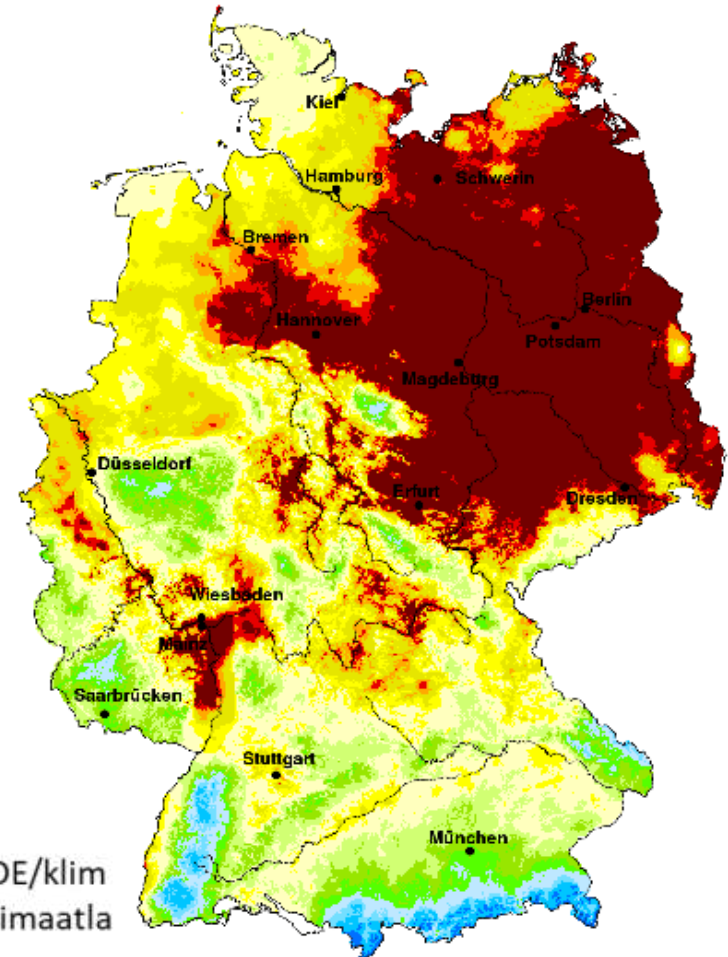 Kiel
Hamburg
Schwerin
Bremen
Berlin
Hannover
Potsdam
Magdeburg
Düsseldorf
Erfurt
Dresden
Wiesbaden
Mainz
Saarbrücken
Stuttgart
München
DE/klim
imaatla